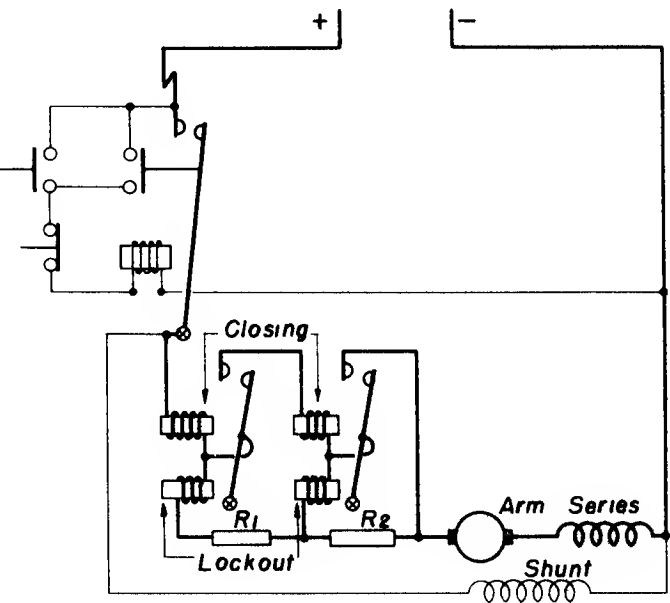 + −
Closing
Arm Series
R1 R2
Lockout
Shunt